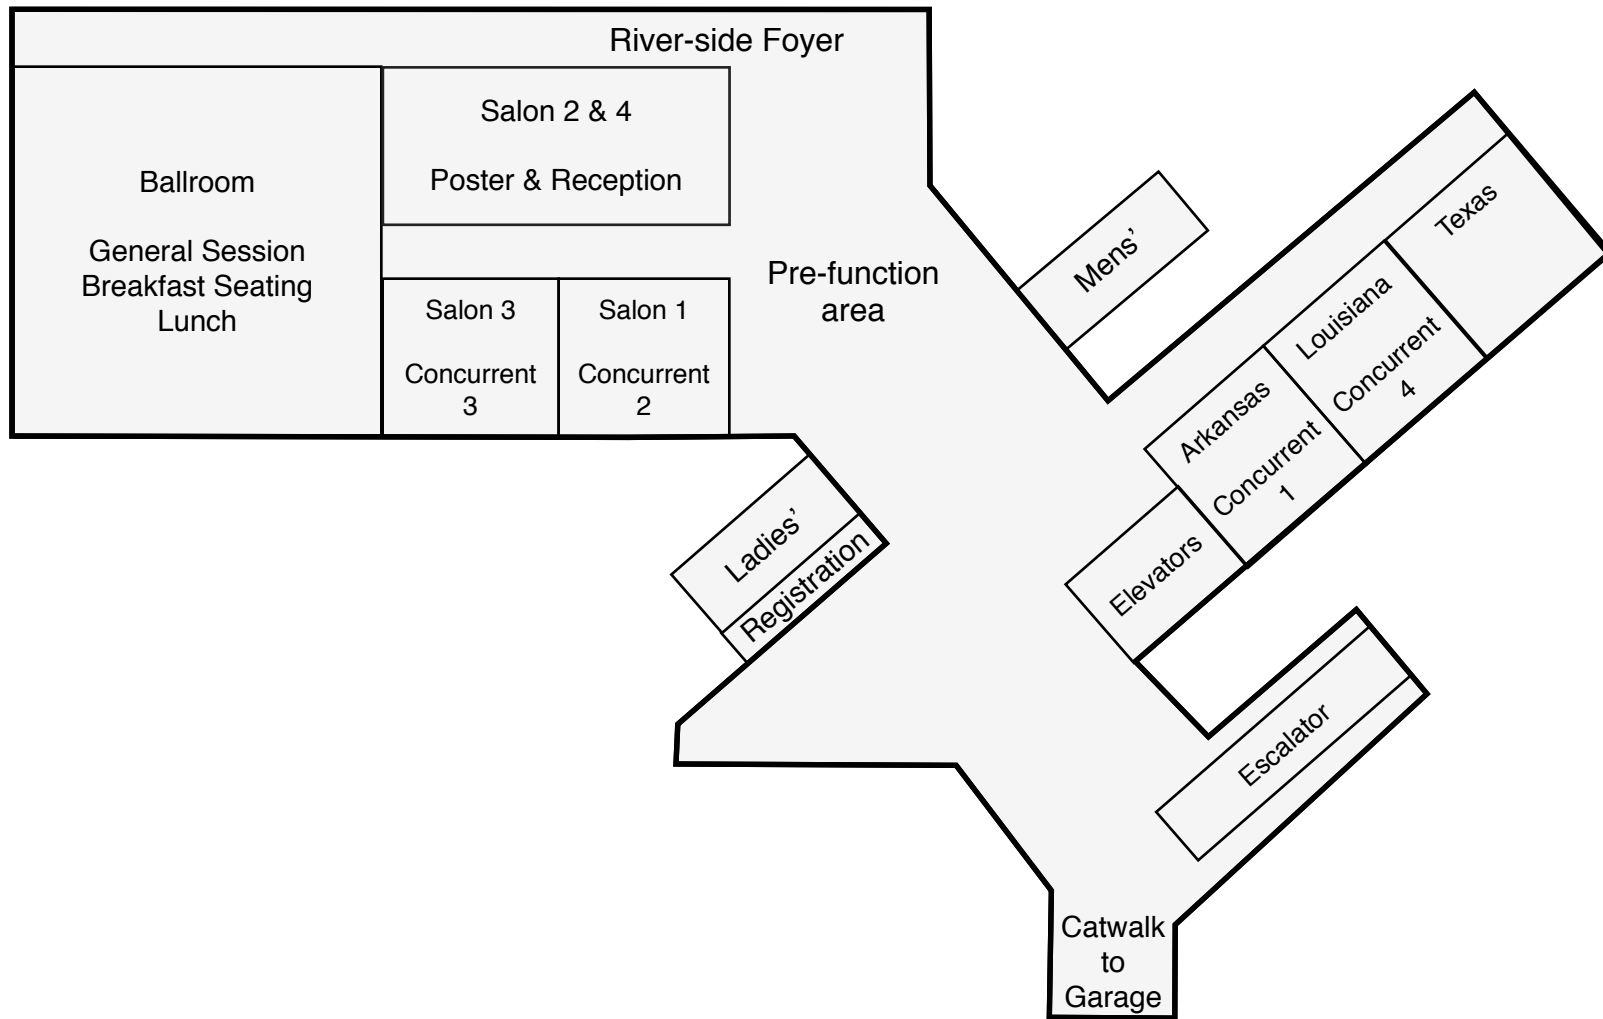 River-side Foyer
Salon 2 & 4
Poster & Reception
Ballroom
General Session
Breakfast Seating
Lunch
Salon 3
Concurrent
3
Salon 1
Concurrent
2
Pre-function
area
Mens’
Texas
Louisiana
Concurrent
4
Arkansas
Concurrent
1
Elevators
Ladies’
Registration
Escalator
Catwalk
to
Garage